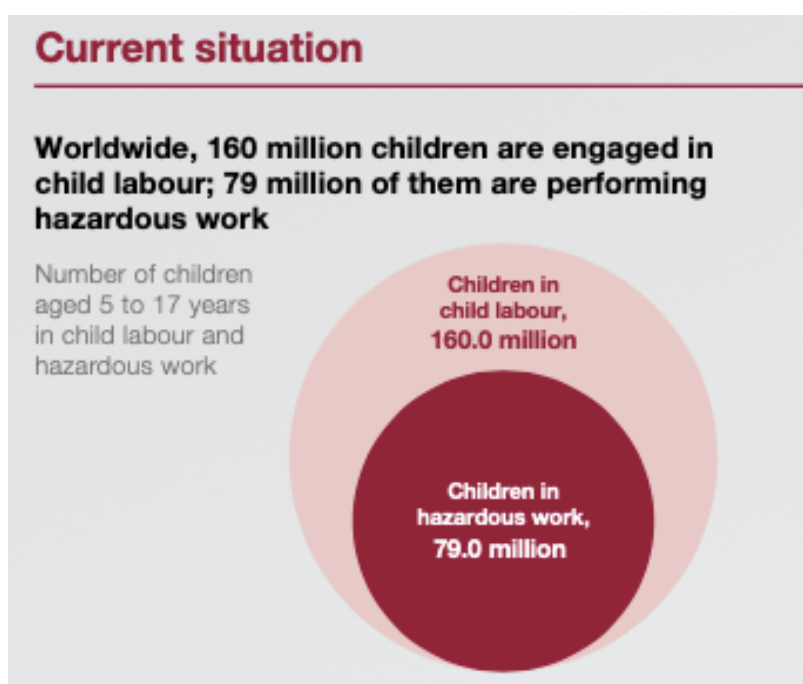 Current situation
Worldwide, 160 million children are engaged in
child labour; 79 million of them are performing
hazardous work
Number of children
aged 5 to 17 years
in child labour and
hazardous work
Children in
child labour,
160.0 million
Children in
hazardous work,
79.0 million